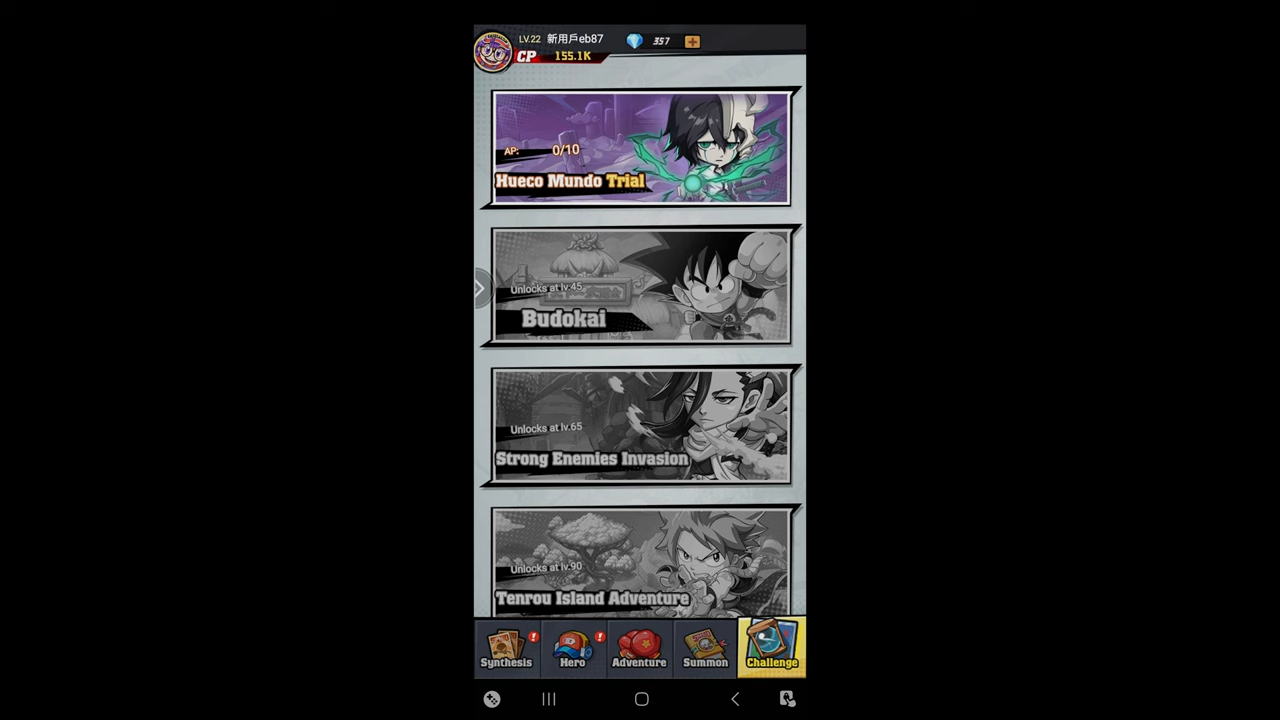 LV.22 新用戶eb87
357
CP 155.1K
AP: 0/10
Hueco Mundo Trial
Unlocks at lv.45
Budokai
Unlocks at lv.65
Strong Enemies Invasion
Unlocks at lv.90
Tenrou Island Adventure
Synthesis
Hero
Adventure
Summon
Challenge